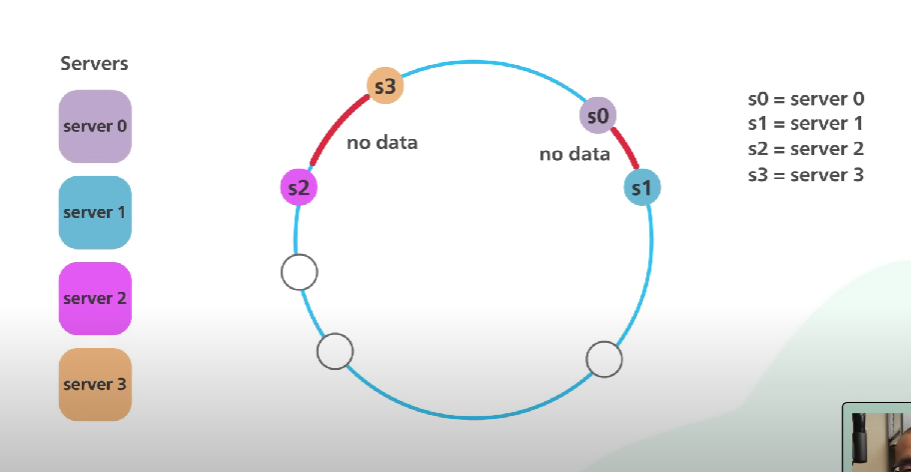 Servers
server 0
server 1
server 2
server 3
s3
s0
no data
no data
s2
s1
s0 = server 0
s1 = server 1
s2 = server 2
s3 = server 3